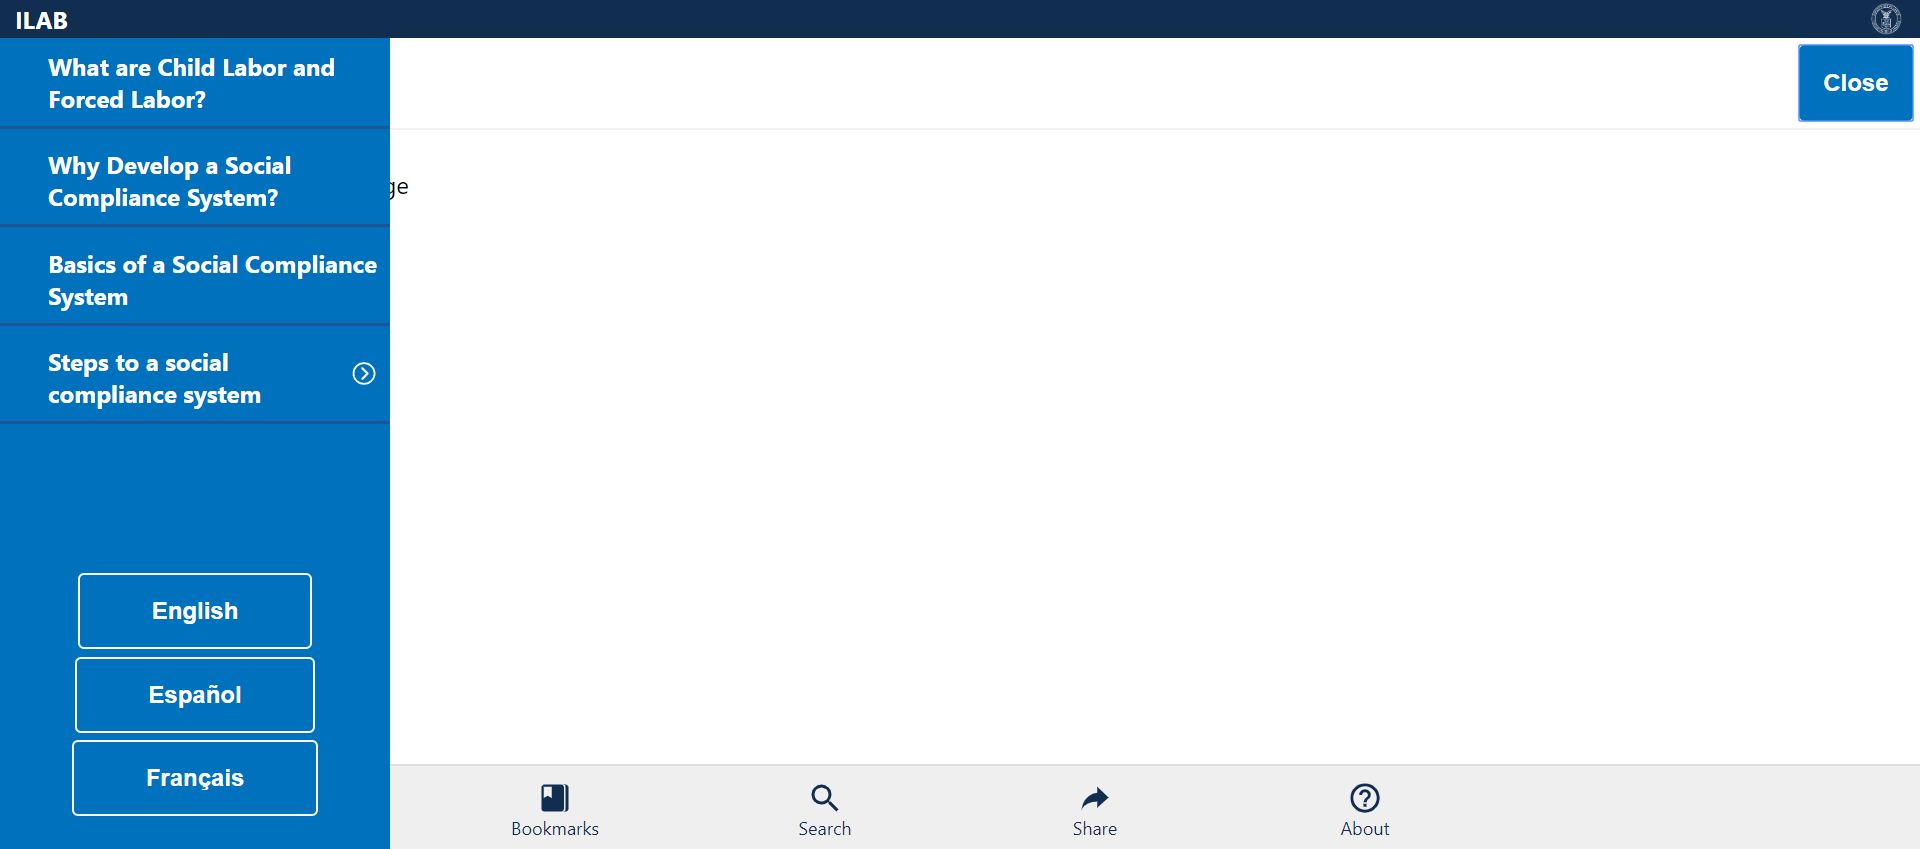 ILAB
What are Child Labor and
Forced Labor?
Close
Why Develop a Social
Compliance System?
ge
Basics of a Social Compliance
System
Steps to a social
compliance system
English
Español
Français
Bookmarks
Search
Share
About